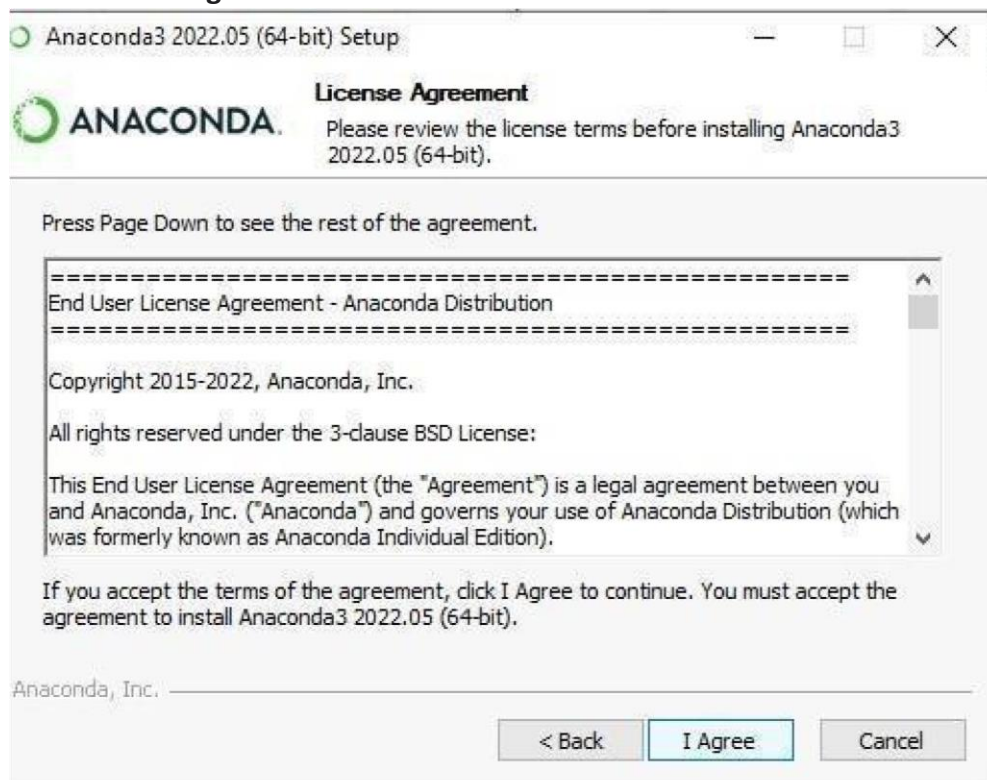 Anaconda3 2022.05 (64-bit) Setup
ANACONDA.
License Agreement
Please review the license terms before installing Anaconda3
2022.05 (64-bit).
Press Page Down to see the rest of the agreement.
==================================================
End User License Agreement - Anaconda Distribution
==================================================
Copyright 2015-2022, Anaconda, Inc.
All rights reserved under the 3-clause BSD License:
This End User License Agreement (the "Agreement") is a legal agreement between you
and Anaconda, Inc. ("Anaconda") and governs your use of Anaconda Distribution (which
was formerly known as Anaconda Individual Edition).
If you accept the terms of the agreement, click I Agree to continue. You must accept the
agreement to install Anaconda3 2022.05 (64-bit).
Anaconda, Inc.
< Back
I Agree
Cancel